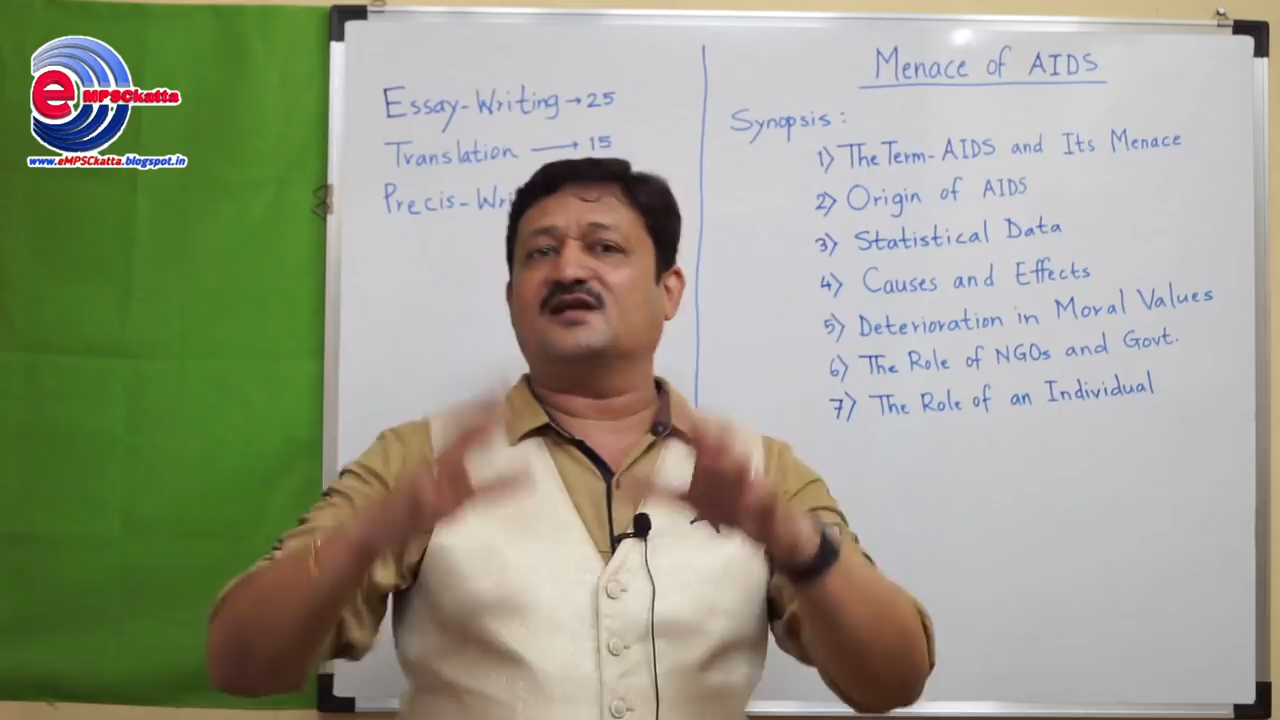 eMPSCkatta
www.eMPSCkatta.blogspot.in
Essay-Writing → 25
Translation → 15
Precis-Wri
Menace of AIDS
Synopsis:
1) The Term-AIDS and Its Menace
2) Origin of AIDS
3) Statistical Data
4) Causes and Effects
5) Deterioration in Moral Values
6) The Role of NGOs and Govt.
7) The Role of an Individual